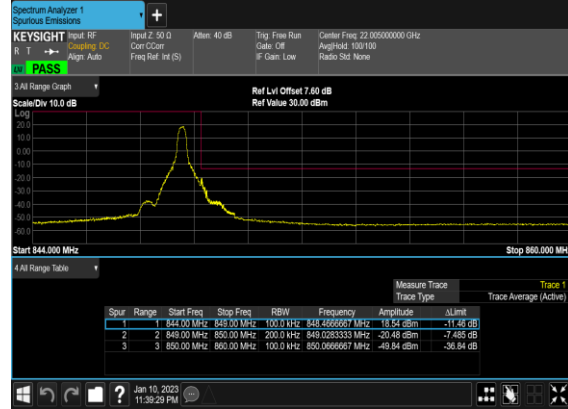 Spectrum Analyzer 1
Spurious Emissions
+
KEYSIGHT Input: RF Input Z: 50 Ω Atten: 40 dB Trig: Free Run Center Freq: 22.005000000 GHz
R T Coupling: DC Corr CCorr Gate: Off Avg|Hold: 100/100
Align: Auto Freq Ref: Int (S) IF Gain: Low Radio Std: None
PASS
3 All Range Graph
Ref Lvl Offset 7.60 dB
Scale/Div 10.0 dB Ref Value 30.00 dBm
Log
20.0
10.0
0.00
-10.0
-20.0
-30.0
-40.0
-50.0
-60.0
Start 844.000 MHz Stop 860.000 MH
4 All Range Table
Measure Trace Trace 1
Trace Type Trace Average (Active)
Spur Range Start Freq Stop Freq RBW Frequency Amplitude ΔLimit
1 1 844.00 MHz 849.00 MHz 100.0 kHz 848.4666667 MHz 18.54 dBm -11.46 dB
2 2 849.00 MHz 850.00 MHz 200.0 kHz 849.0283333 MHz -20.48 dBm -7.485 dB
3 3 850.00 MHz 860.00 MHz 100.0 kHz 850.0666667 MHz -49.84 dBm -36.84 dB
? Jan 10, 2023
11:39:29 PM